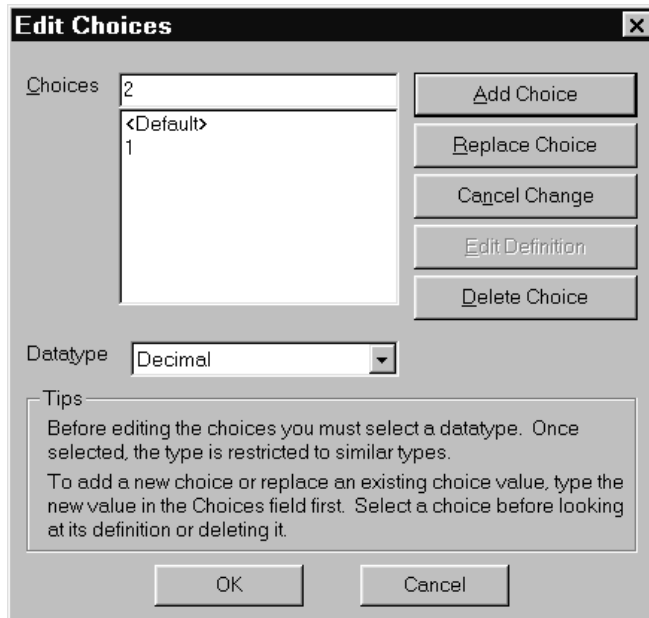 Edit Choices
Choices
2
<Default>
1
Add Choice
Replace Choice
Cancel Change
Edit Definition
Delete Choice
Datatype
Decimal
Tips
Before editing the choices you must select a datatype. Once
selected, the type is restricted to similar types.
To add a new choice or replace an existing choice value, type the
new value in the Choices field first. Select a choice before looking
at its definition or deleting it.
OK
Cancel